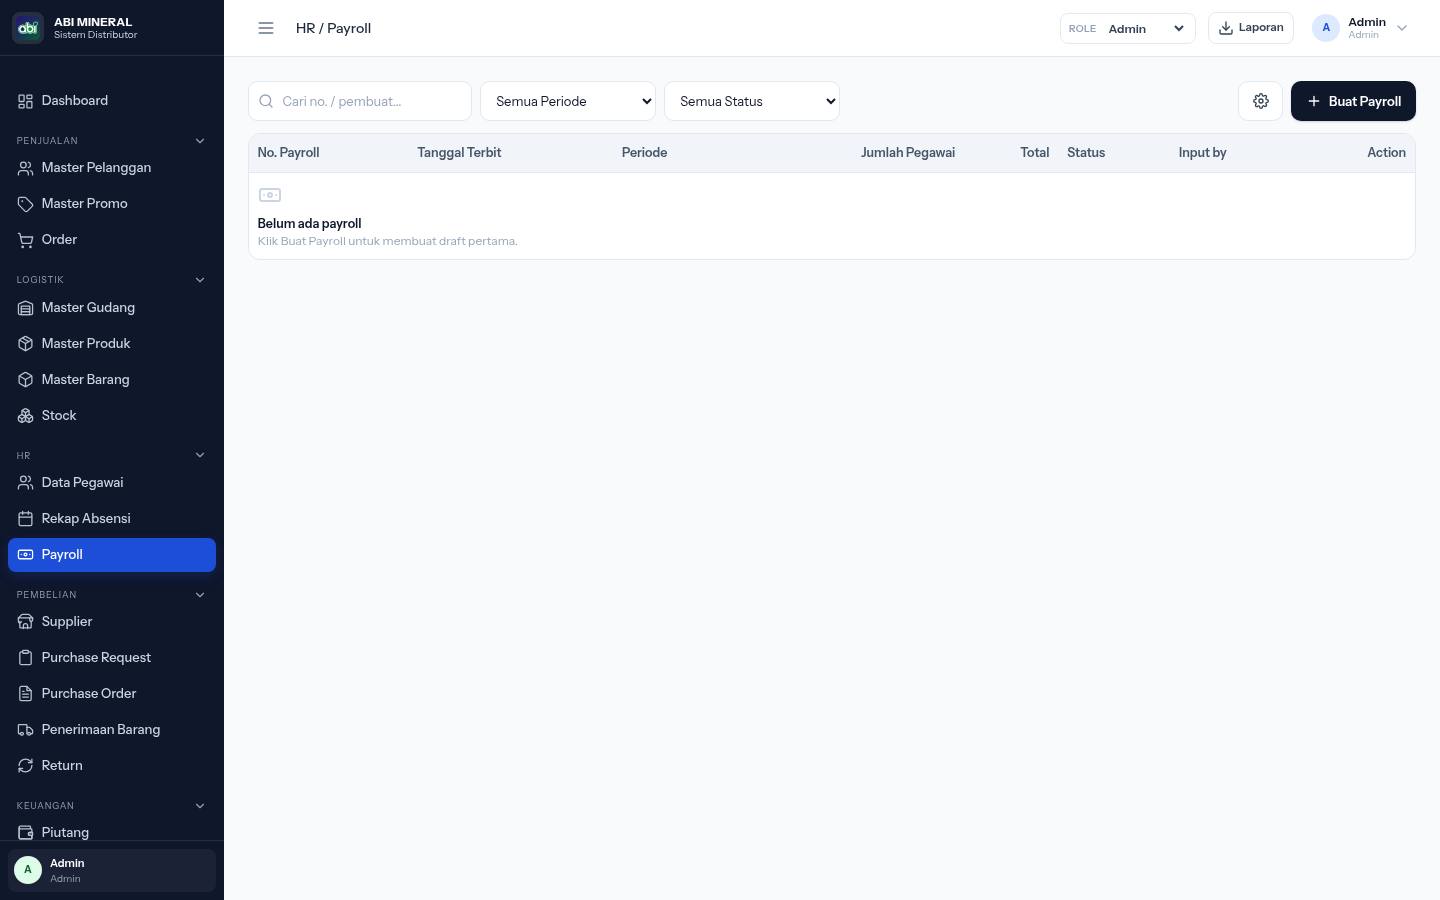 abi
ABI MINERAL
Sistem Distributor
HR / Payroll
ROLE Admin
Laporan
A
Admin
Admin
Dashboard
PENJUALAN
Master Pelanggan
Master Promo
Order
LOGISTIK
Master Gudang
Master Produk
Master Barang
Stock
HR
Data Pegawai
Rekap Absensi
Payroll
PEMBELIAN
Supplier
Purchase Request
Purchase Order
Penerimaan Barang
Return
KEUANGAN
Piutang
A
Admin
Admin
Cari no. / pembuat...
Semua Periode
Semua Status
Buat Payroll
No. Payroll Tanggal Terbit Periode Jumlah Pegawai Total Status Input by Action
Belum ada payroll
Klik Buat Payroll untuk membuat draft pertama.